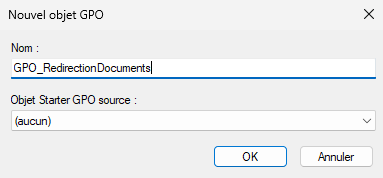 Nouvel objet GPO
Nom :
GPO_RedirectionDocuments
Objet Starter GPO source :
(aucun)
OK
Annuler